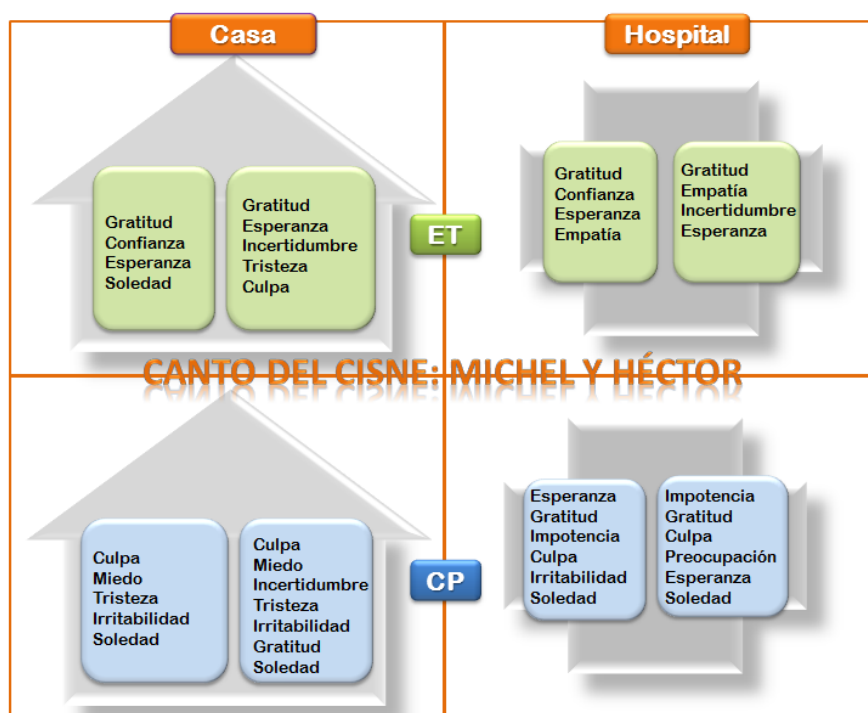 Casa
Hospital
Gratitud
Confianza
Esperanza
Soledad
Gratitud
Esperanza
Incertidumbre
Tristeza
Culpa
ET
Gratitud
Confianza
Esperanza
Empatía
Gratitud
Empatía
Incertidumbre
Esperanza
CANTO DEL CISNE: MICHEL Y HÉCTOR
Culpa
Miedo
Tristeza
Irritabilidad
Soledad
Culpa
Miedo
Incertidumbre
Tristeza
Irritabilidad
Gratitud
Soledad
CP
Esperanza
Gratitud
Impotencia
Culpa
Irritabilidad
Soledad
Impotencia
Gratitud
Culpa
Preocupación
Esperanza
Soledad